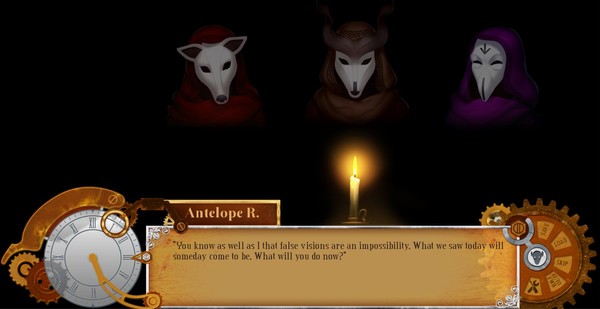 Antelope R.
"You know as well as I that false visions are an impossibility. What we saw today will
someday come to be. What will you do now?"
SKIP